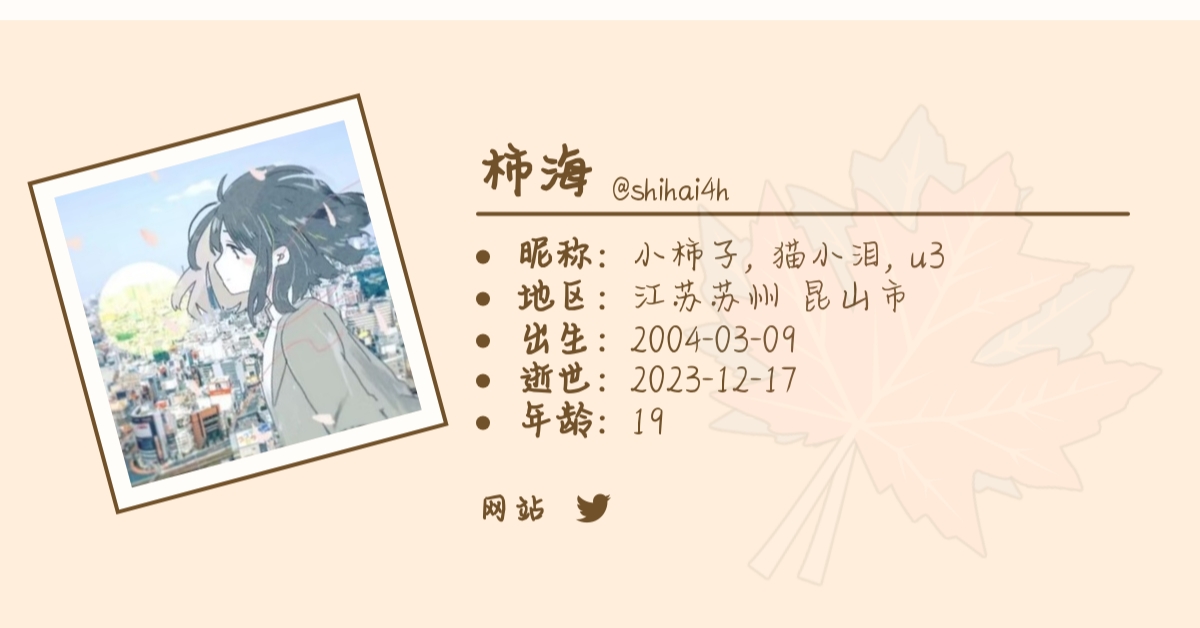 柿海 @shihai4h
昵称: 小柿子, 猫小泪, u3
地区: 江苏苏州 昆山市
出生: 2004-03-09
逝世: 2023-12-17
年龄: 19
网站